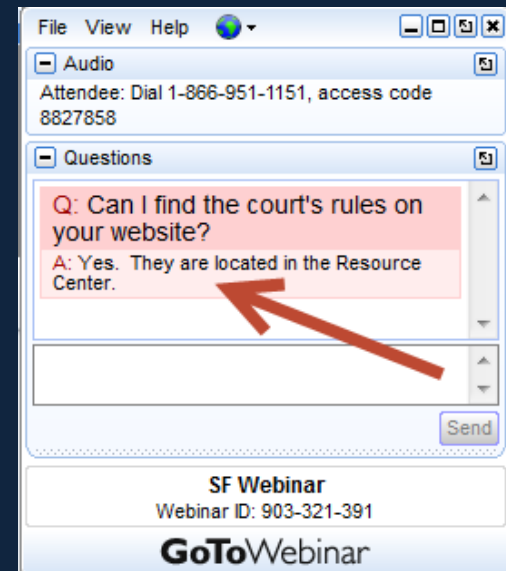 File View Help
Audio
Attendee: Dial 1-866-951-1151, access code
8827858
Questions
Q: Can I find the court's rules on
your website?
A: Yes. They are located in the Resource
Center.
Send
SF Webinar
Webinar ID: 903-321-391
GoToWebinar